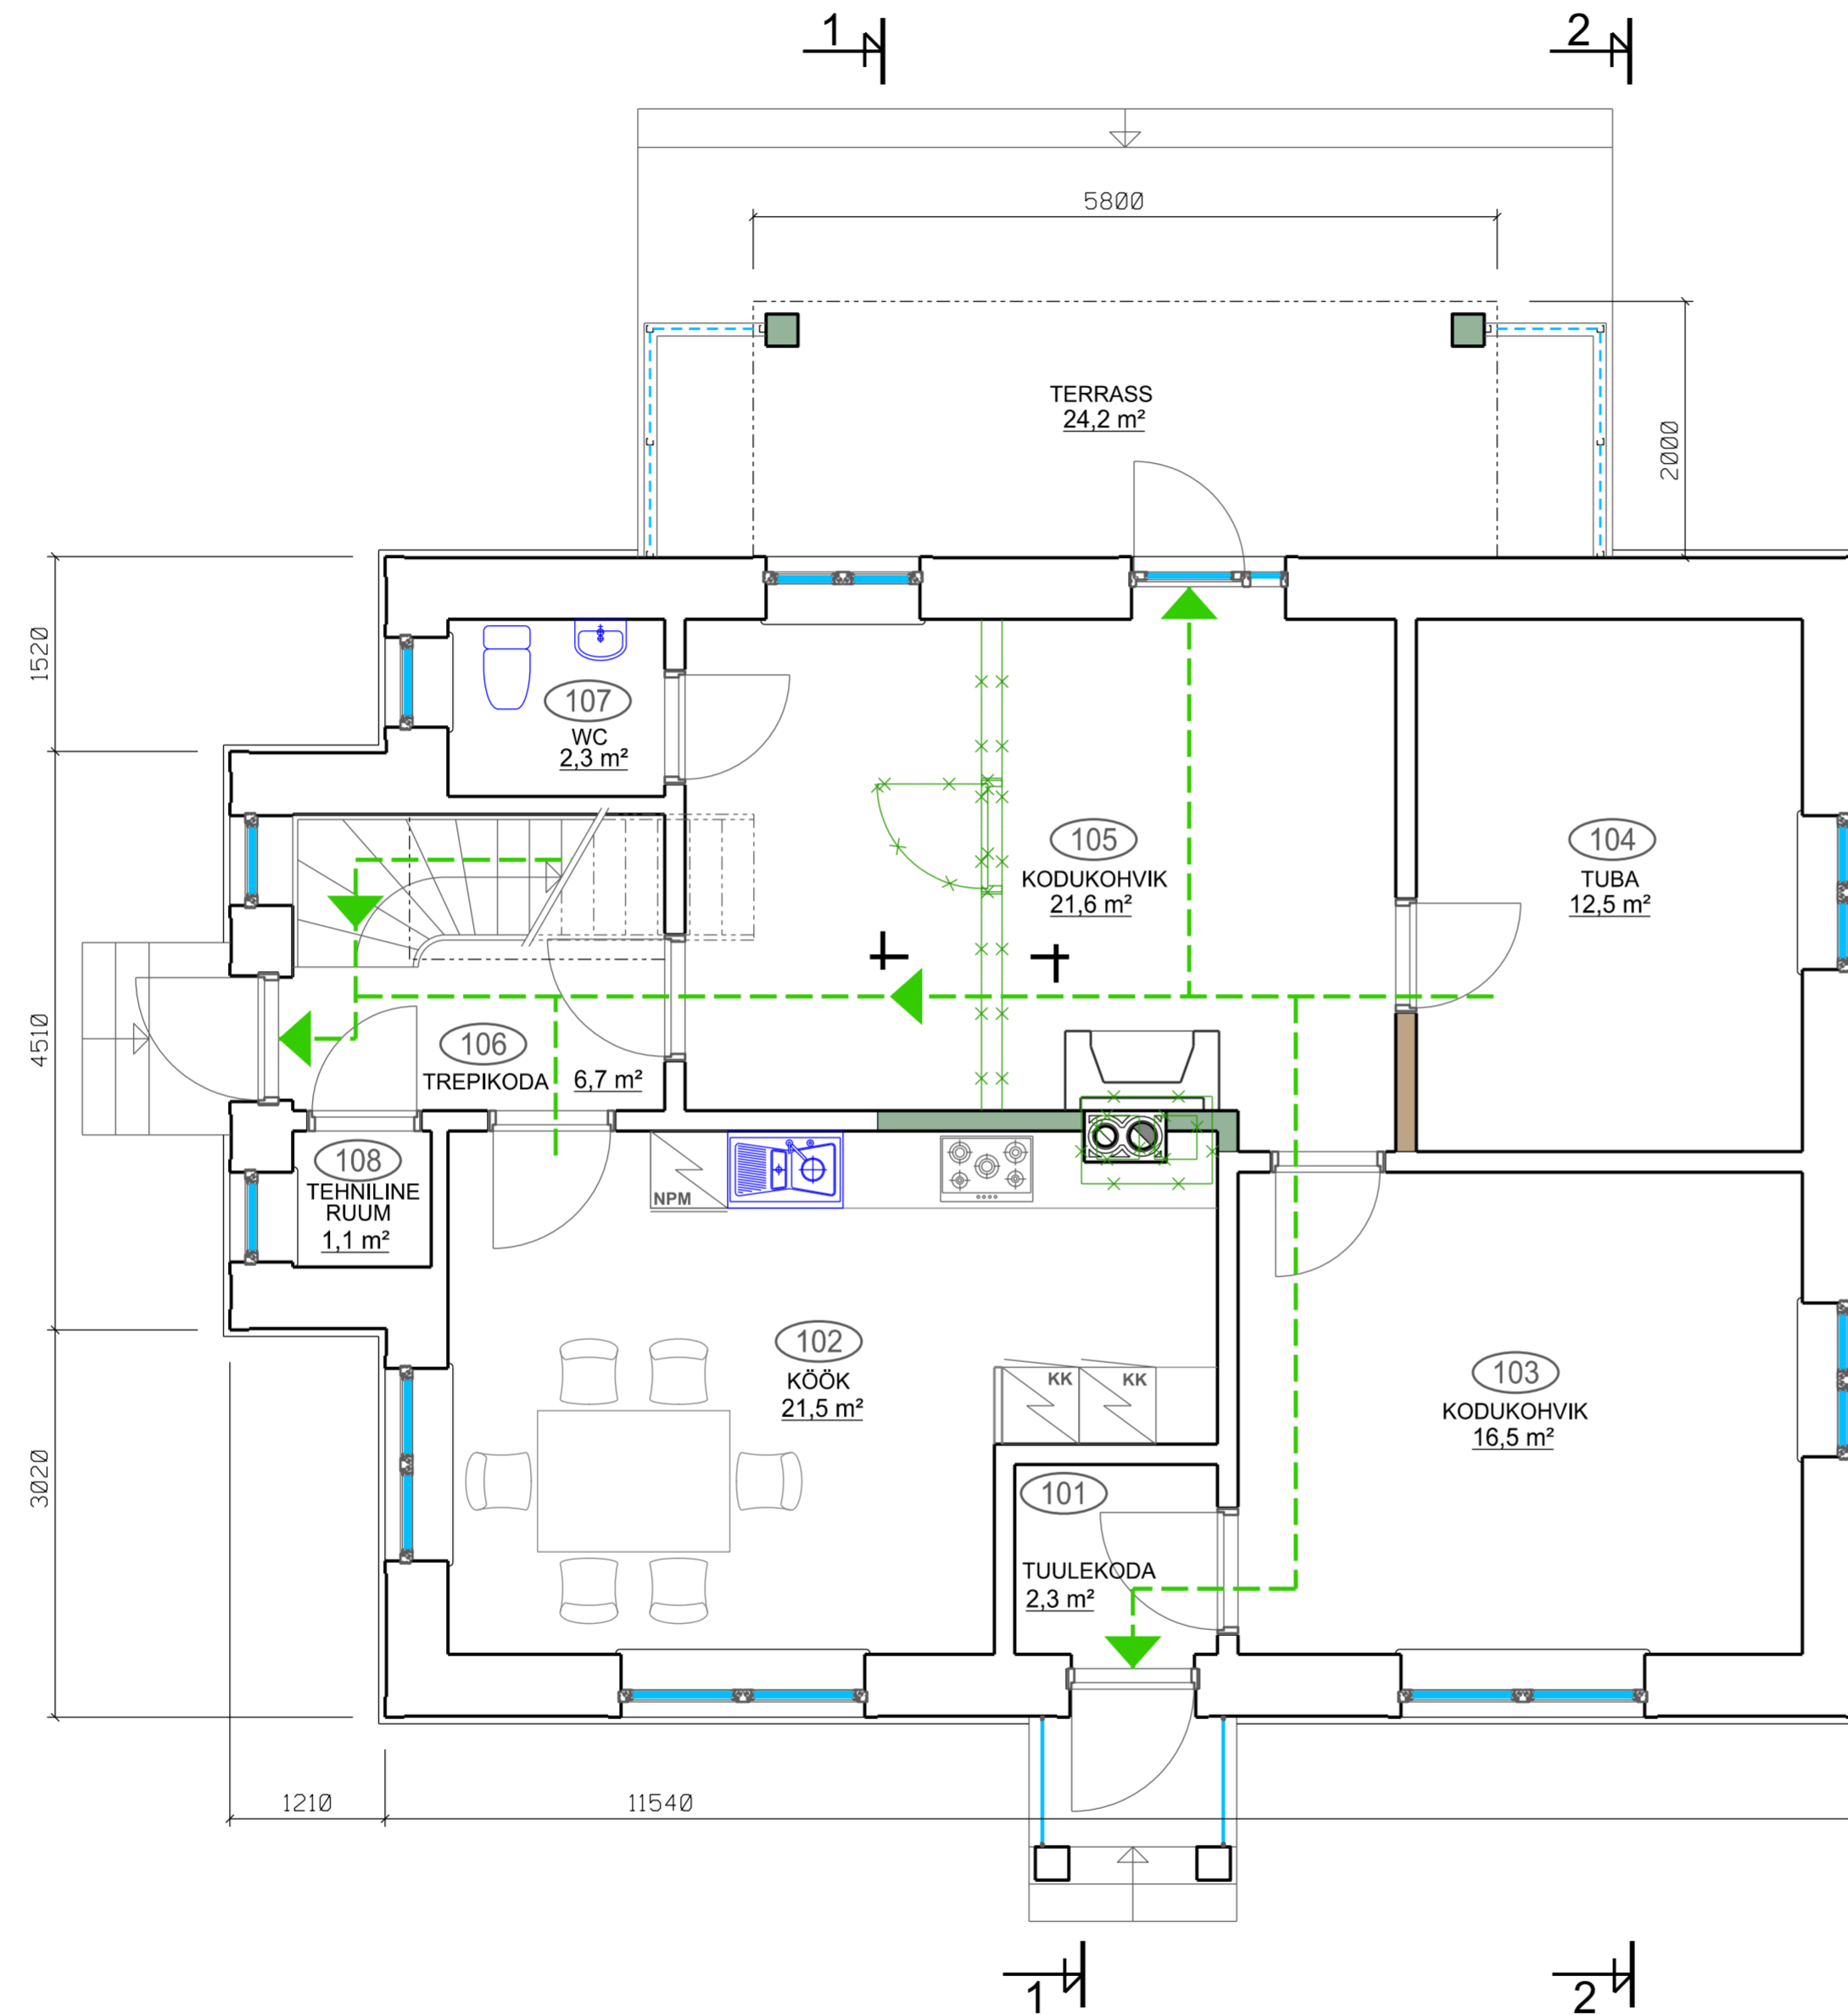 1
2
5800
TERRASS
24,2 m²
2000
1520
107
WC
2,3 m²
105
KODUKOHVIK
21,6 m²
104
TUBA
12,5 m²
4510
106
TREPIKODA 6,7 m²
108
TEHNILINE
RUUM
1,1 m²
NPM
102
KÖÖK
21,5 m²
KK KK
103
KODUKOHVIK
16,5 m²
3020
101
TUULEKODA
2,3 m²
1210
11540
1
2